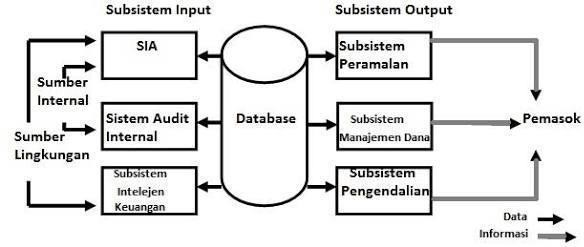 Subsistem Input
Subsistem Output
SIA
Subsistem
Peramalan
Sumber
Internal
Sistem Audit
Internal
Database
Subsistem
Manajemen Dana
Pemasok
Sumber
Lingkungan
Subsistem
Intelejen
Keuangan
Subsistem
Pengendalian
Data
Informasi